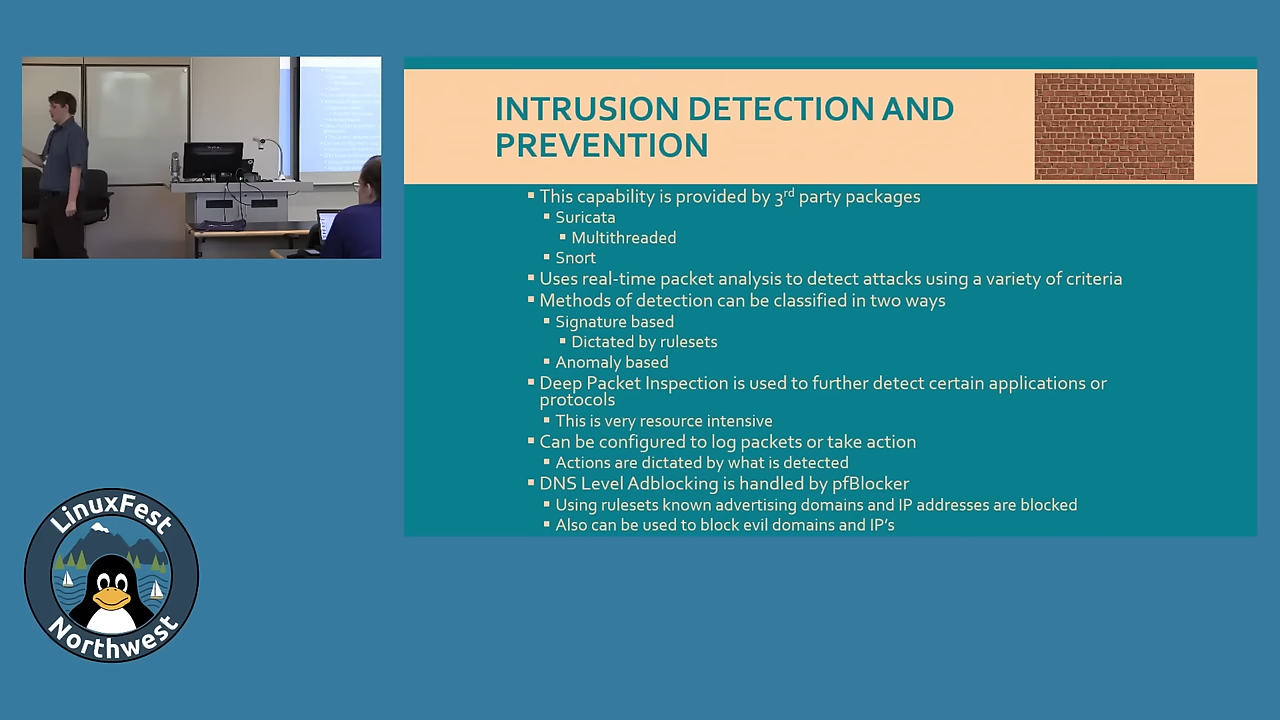 INTRUSION DETECTION AND
PREVENTION
This capability is provided by 3rd party packages
Suricata
Multithreaded
Snort
Uses real-time packet analysis to detect attacks using a variety of criteria
Methods of detection can be classified in two ways
Signature based
Dictated by rulesets
Anomaly based
Deep Packet Inspection is used to further detect certain applications or
protocols
This is very resource intensive
Can be configured to log packets or take action
Actions are dictated by what is detected
DNS Level Adblocking is handled by pfBlocker
Using rulesets known advertising domains and IP addresses are blocked
Also can be used to block evil domains and IP's
LinuxFest
Northwest